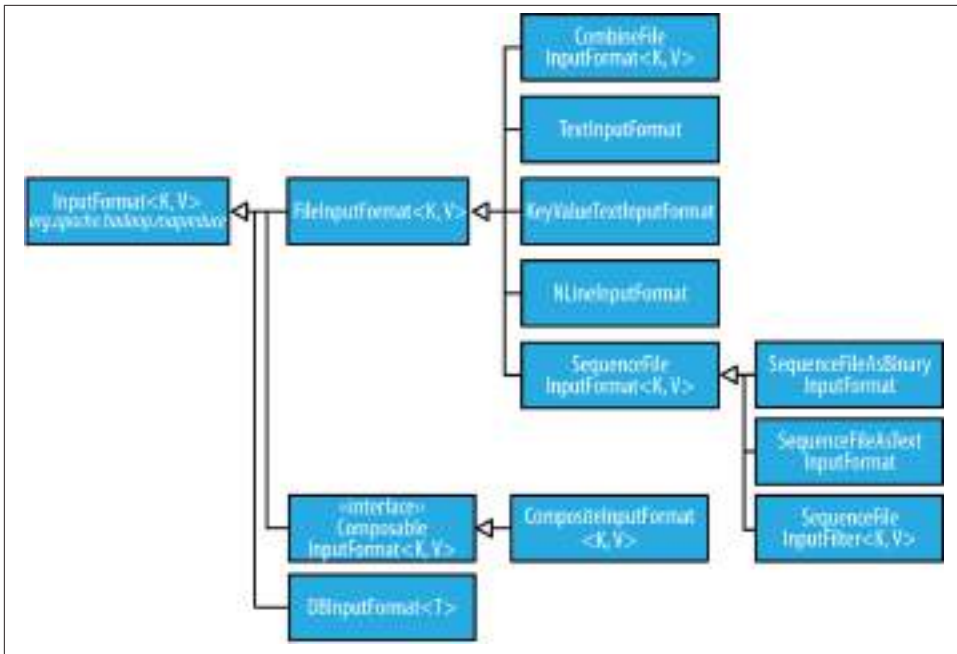 CombineFile
InputFormat<K, V>
TextInputFormat
InputFormat<K, V>
org.apache.hadoop.mapreduce
FileInputFormat<K, V>
KeyValueTextInputFormat
NLineInputFormat
SequenceFile
InputFormat<K, V>
SequenceFileAsBinary
InputFormat
SequenceFileAsText
InputFormat
SequenceFile
InputFilter<K, V>
«interface»
Composable
InputFormat<K, V>
CompositeInputFormat
<K, V>
DBInputFormat<T>